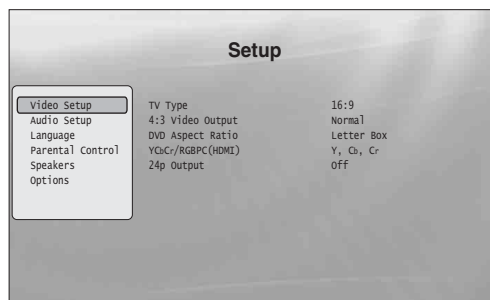 Setup
Video Setup
Audio Setup
Language
Parental Control
Speakers
Options
TV Type 16:9
4:3 Video Output Normal
DVD Aspect Ratio Letter Box
YCbCr/RGBPC(HDMI) Y, Cb, Cr
24p Output Off